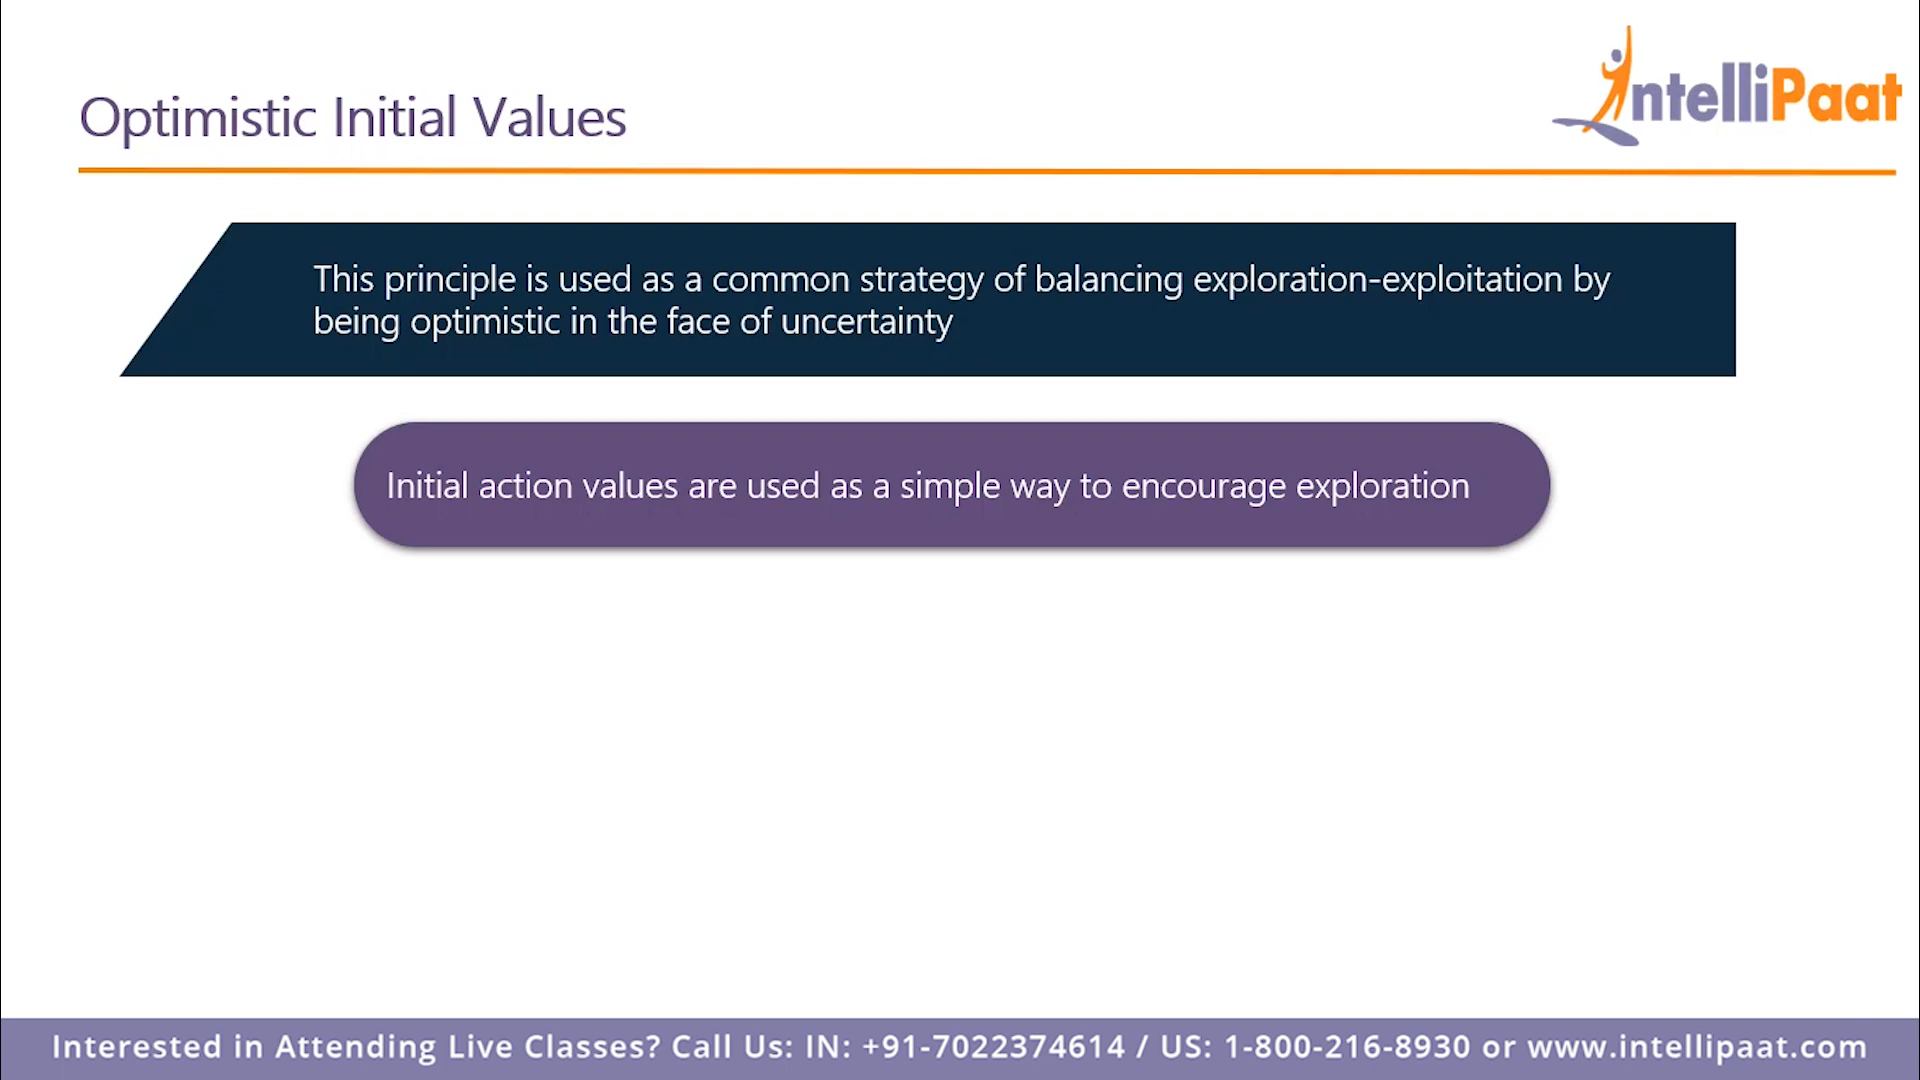 IntelliPaat
Optimistic Initial Values
This principle is used as a common strategy of balancing exploration-exploitation by
being optimistic in the face of uncertainty
Initial action values are used as a simple way to encourage exploration
Interested in Attending Live Classes? Call Us: IN: +91-7022374614 / US: 1-800-216-8930 or www.intellipaat.com